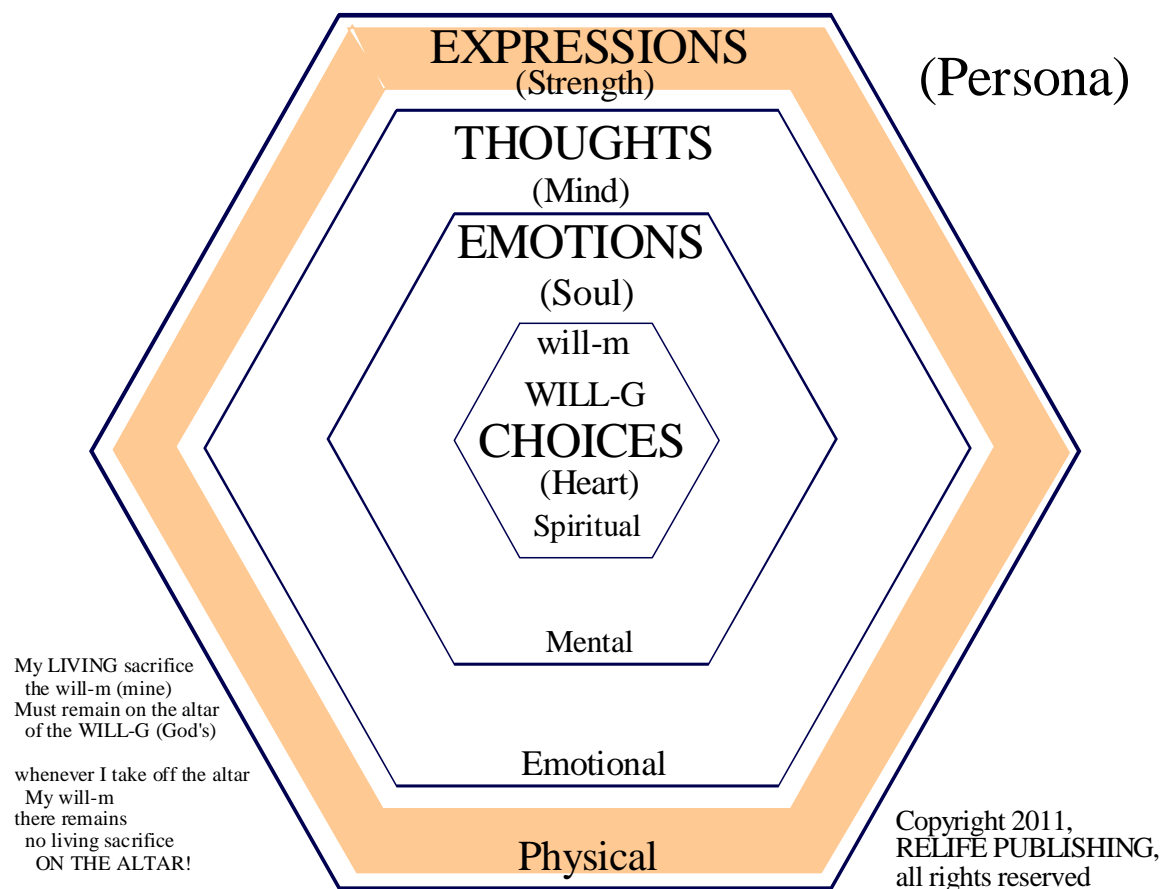 EXPRESSIONS
(Strength)
(Persona)
THOUGHTS
(Mind)
EMOTIONS
(Soul)
will-m
WILL-G
CHOICES
(Heart)
Spiritual
Mental
Emotional
Physical
My LIVING sacrifice
the will-m (mine)
Must remain on the altar
of the WILL-G (God's)
whenever I take off the altar
My will-m
there remains
no living sacrifice
ON THE ALTAR!
Copyright 2011,
RELIFE PUBLISHING,
all rights reserved